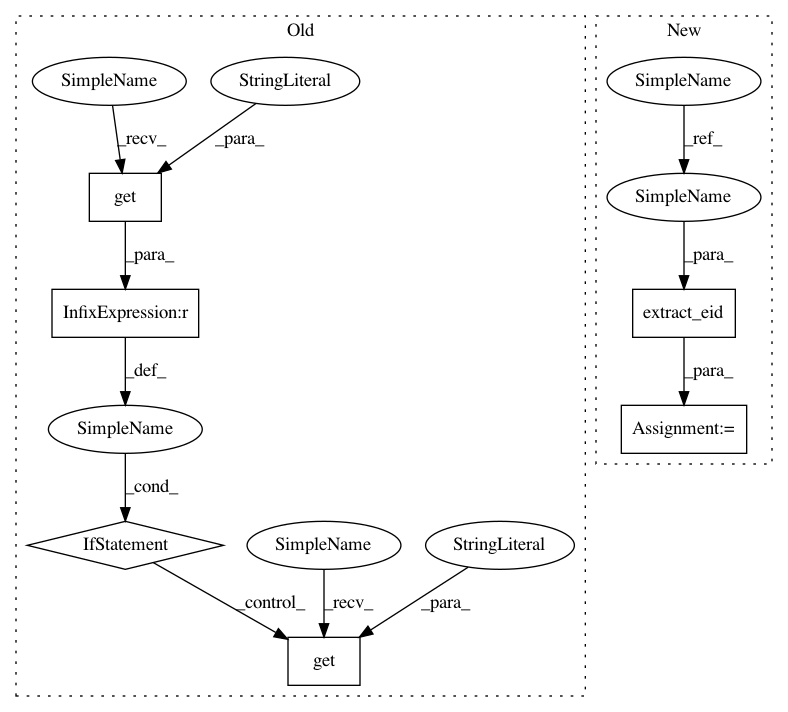 Old
New
SimpleName
StringLiteral
SimpleName
_recv_
_para_
_ref_
get
SimpleName
_para_
_para_
InfixExpression:r
extract_eid
_def_
_para_
SimpleName
Assignment:=
_cond_
IfStatement
SimpleName
StringLiteral
_control_
_recv_
_para_
get